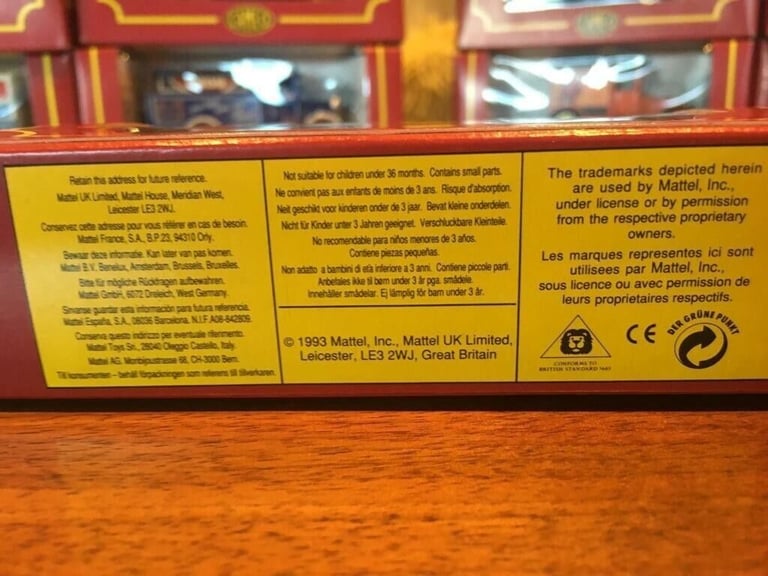 Retain this address for future reference.
Mattel UK Limited, Mattel House, Meridian West,
Leicester LE3 2WJ.
Conservez cette adresse pour vous référer en cas de besoin.
Mattel France, S.A., B.P.23, 94310 Orly.
Bewaar deze informatie. Kan later van pas komen.
Mattel B.V. Benelux, Amsterdam, Brussels, Bruxelles.
Bitte für mögliche Rückfragen aufbewahren.
Mattel GmbH, 6072 Dreieich, West Germany.
Sírvanse guardar esta información para futura referencia.
Mattel España, S.A., 08036 Barcelona. N.I.F. A08-842809.
Conserva questo indirizzo per eventuale riferimento.
Mattel Toys Srl., 28040 Oleggio Castello, Italy.
Mattel AG, Monbijoustrasse 68, CH-3000 Bern.
Till konsumenten – behåll förpackningen som referens till tillverkaren.
Not suitable for children under 36 months. Contains small parts.
Ne convient pas aux enfants de moins de 3 ans. Risque d'absorption.
Niet geschikt voor kinderen onder de 3 jaar. Bevat kleine onderdelen.
Nicht für Kinder unter 3 Jahren geeignet. Verschluckbare Kleinteile.
No recomendable para niños menores de 3 años.
Contiene piezas pequeñas.
Non adatto a bambini di età inferiore a 3 anni. Contiene piccole parti.
Anbefales ikke til børn under 3 år pga. smådele.
Innehåller smådelar. Ej lämplig för barn under 3 år.
© 1993 Mattel, Inc., Mattel UK Limited,
Leicester, LE3 2WJ, Great Britain
The trademarks depicted herein
are used by Mattel, Inc.,
under license or by permission
from the respective proprietary
owners.
Les marques representes ici sont
utilisees par Mattel, Inc.,
sous licence ou avec permission de
leurs proprietaires respectifs.
CONFORMS TO
BRITISH STANDARD 5665
CE
DER GRÜNE PUNKT